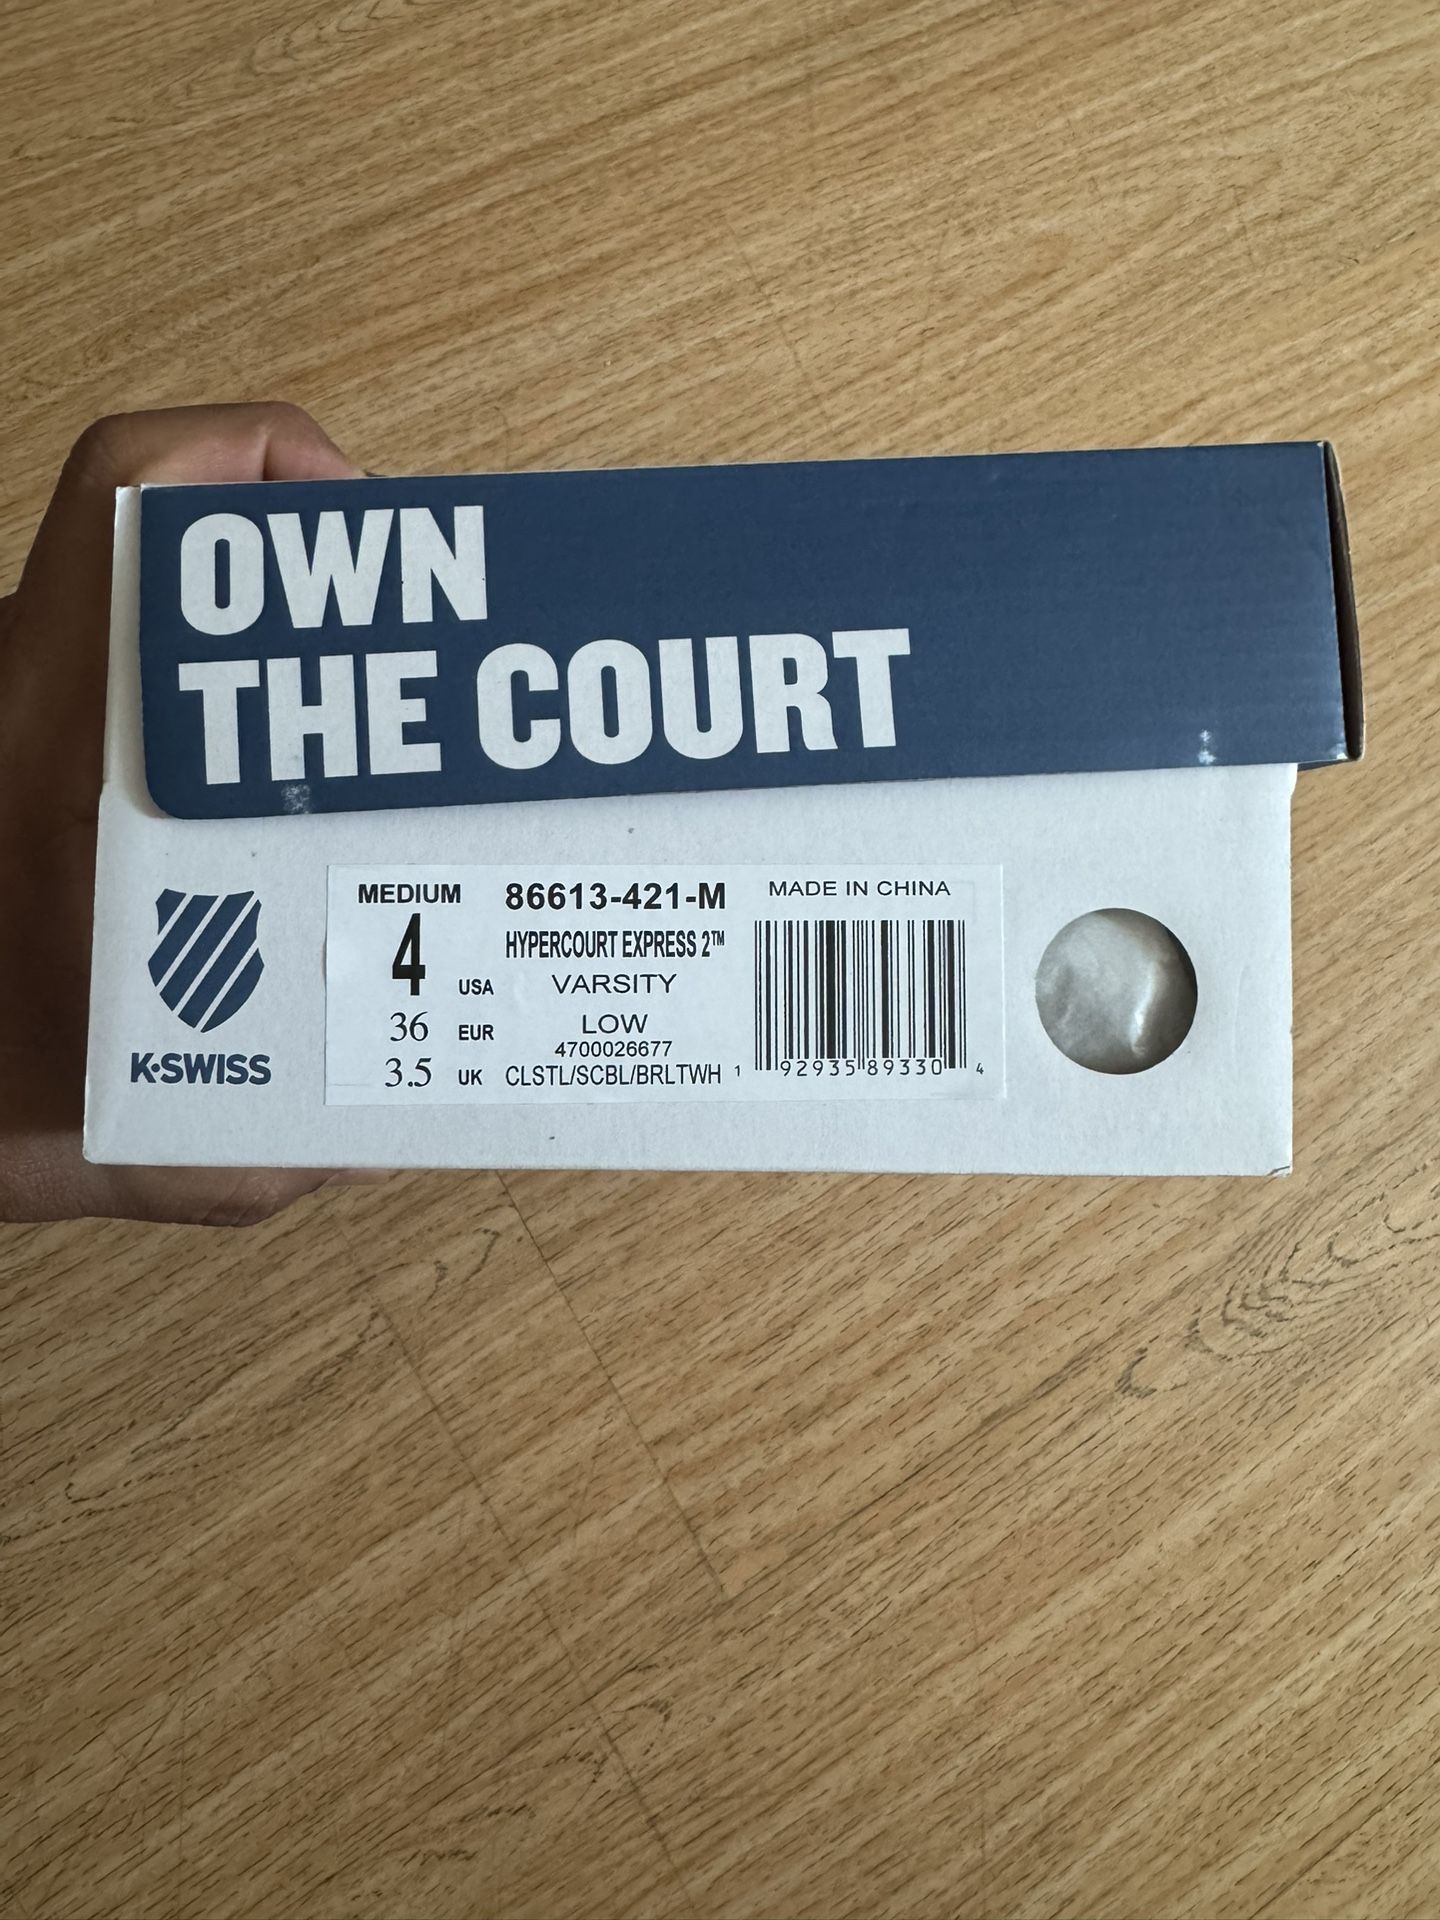 OWN
THE COURT
K•SWISS
MEDIUM
4 USA
36 EUR
3.5 UK
86613-421-M
HYPERCOURT EXPRESS 2™
VARSITY
LOW
4700026677
CLSTL/SCBL/BRLTWH
MADE IN CHINA
1 92935 89330 4